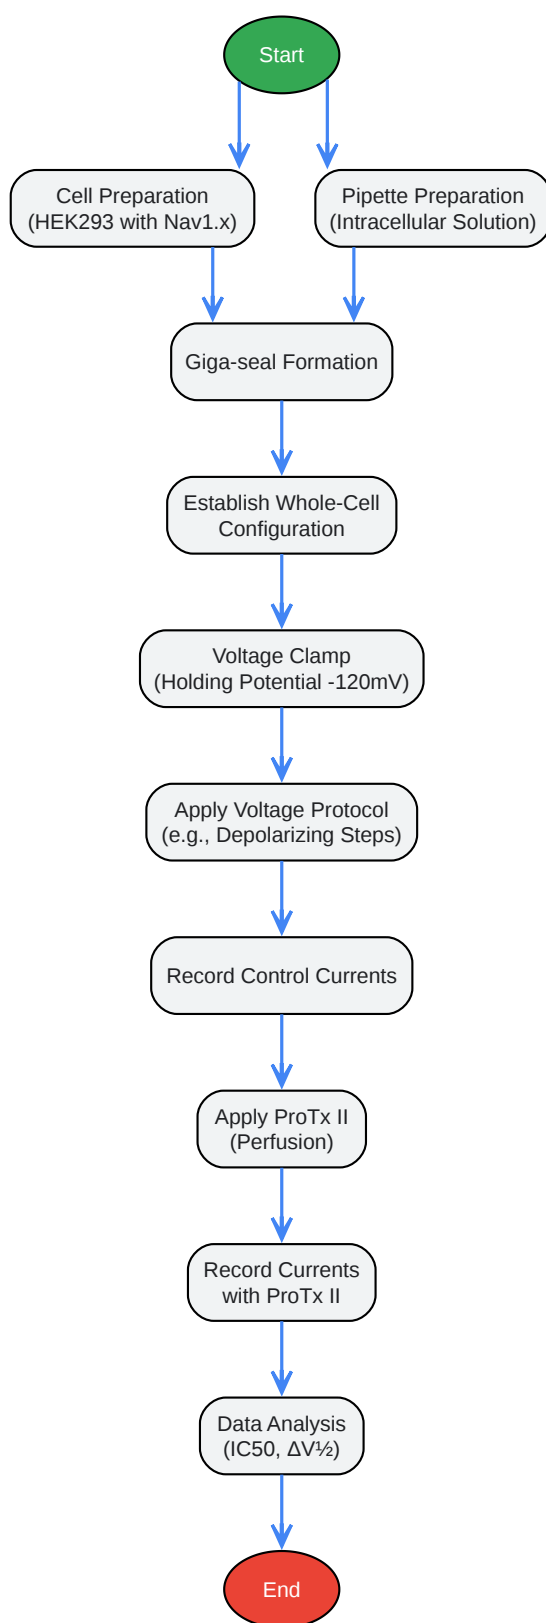 Start
Cell Preparation
(HEK293 with Nav1.x)
Pipette Preparation
(Intracellular Solution)
Giga-seal Formation
Establish Whole-Cell
Configuration
Voltage Clamp
(Holding Potential -120mV)
Apply Voltage Protocol
(e.g., Depolarizing Steps)
Record Control Currents
Apply ProTx II
(Perfusion)
Record Currents
with ProTx II
Data Analysis
(IC50, ΔV½)
End